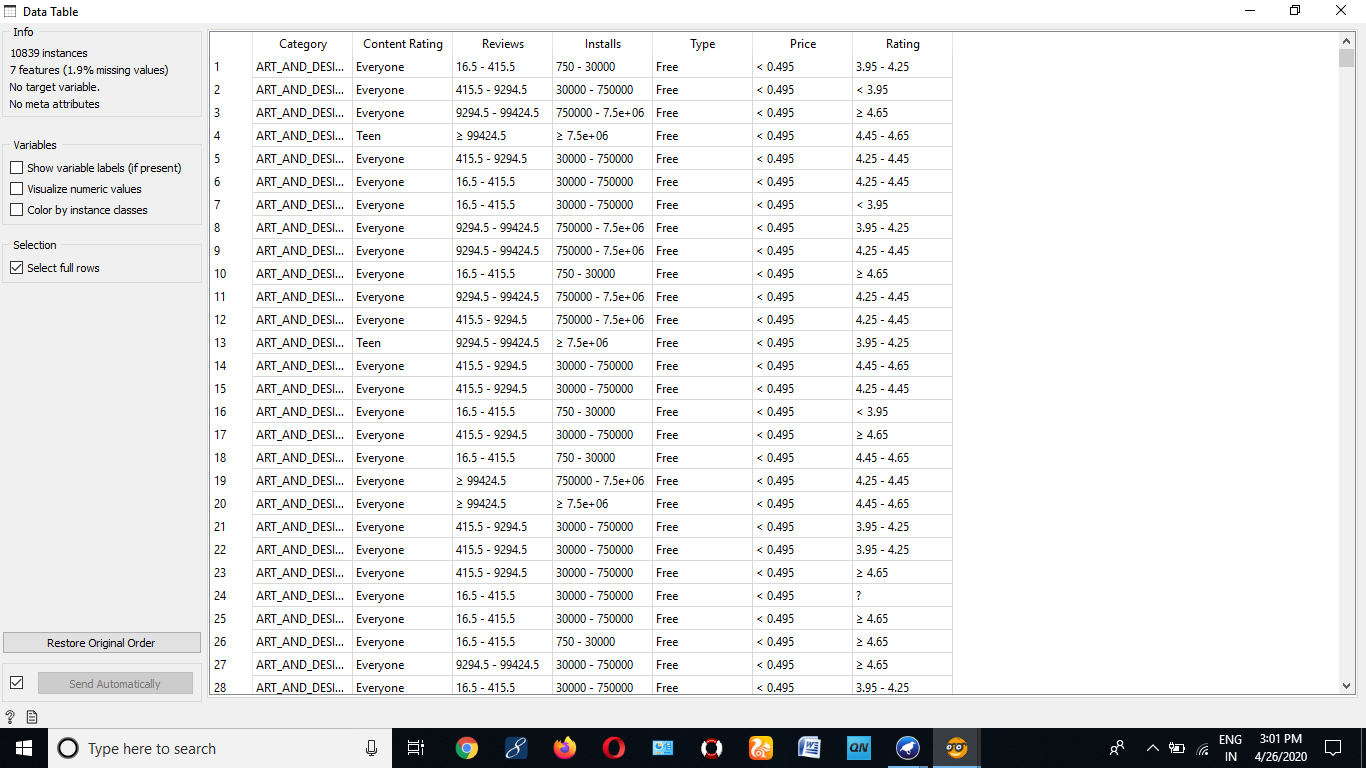 Data Table
Info
10839 instances
7 features (1.9% missing values)
No target variable.
No meta attributes
Variables
Show variable labels (if present)
Visualize numeric values
Color by instance classes
Selection
Select full rows
Restore Original Order
Send Automatically
Category Content Rating Reviews Installs Type Price Rating
1 ART_AND_DESI... Everyone 16.5 - 415.5 750 - 30000 Free < 0.495 3.95 - 4.25
2 ART_AND_DESI... Everyone 415.5 - 9294.5 30000 - 750000 Free < 0.495 < 3.95
3 ART_AND_DESI... Everyone 9294.5 - 99424.5 750000 - 7.5e+06 Free < 0.495 ≥ 4.65
4 ART_AND_DESI... Teen ≥ 99424.5 ≥ 7.5e+06 Free < 0.495 4.45 - 4.65
5 ART_AND_DESI... Everyone 415.5 - 9294.5 30000 - 750000 Free < 0.495 4.25 - 4.45
6 ART_AND_DESI... Everyone 16.5 - 415.5 30000 - 750000 Free < 0.495 4.25 - 4.45
7 ART_AND_DESI... Everyone 16.5 - 415.5 30000 - 750000 Free < 0.495 < 3.95
8 ART_AND_DESI... Everyone 9294.5 - 99424.5 750000 - 7.5e+06 Free < 0.495 3.95 - 4.25
9 ART_AND_DESI... Everyone 9294.5 - 99424.5 750000 - 7.5e+06 Free < 0.495 4.25 - 4.45
10 ART_AND_DESI... Everyone 16.5 - 415.5 750 - 30000 Free < 0.495 ≥ 4.65
11 ART_AND_DESI... Everyone 9294.5 - 99424.5 750000 - 7.5e+06 Free < 0.495 4.25 - 4.45
12 ART_AND_DESI... Everyone 415.5 - 9294.5 750000 - 7.5e+06 Free < 0.495 4.25 - 4.45
13 ART_AND_DESI... Teen 9294.5 - 99424.5 ≥ 7.5e+06 Free < 0.495 3.95 - 4.25
14 ART_AND_DESI... Everyone 415.5 - 9294.5 30000 - 750000 Free < 0.495 4.45 - 4.65
15 ART_AND_DESI... Everyone 415.5 - 9294.5 30000 - 750000 Free < 0.495 4.25 - 4.45
16 ART_AND_DESI... Everyone 16.5 - 415.5 750 - 30000 Free < 0.495 < 3.95
17 ART_AND_DESI... Everyone 415.5 - 9294.5 30000 - 750000 Free < 0.495 ≥ 4.65
18 ART_AND_DESI... Everyone 16.5 - 415.5 750 - 30000 Free < 0.495 4.45 - 4.65
19 ART_AND_DESI... Everyone ≥ 99424.5 750000 - 7.5e+06 Free < 0.495 4.25 - 4.45
20 ART_AND_DESI... Everyone ≥ 99424.5 ≥ 7.5e+06 Free < 0.495 4.45 - 4.65
21 ART_AND_DESI... Everyone 415.5 - 9294.5 30000 - 750000 Free < 0.495 3.95 - 4.25
22 ART_AND_DESI... Everyone 415.5 - 9294.5 30000 - 750000 Free < 0.495 3.95 - 4.25
23 ART_AND_DESI... Everyone 415.5 - 9294.5 30000 - 750000 Free < 0.495 ≥ 4.65
24 ART_AND_DESI... Everyone 16.5 - 415.5 30000 - 750000 Free < 0.495 ?
25 ART_AND_DESI... Everyone 16.5 - 415.5 30000 - 750000 Free < 0.495 ≥ 4.65
26 ART_AND_DESI... Everyone 16.5 - 415.5 750 - 30000 Free < 0.495 ≥ 4.65
27 ART_AND_DESI... Everyone 9294.5 - 99424.5 30000 - 750000 Free < 0.495 ≥ 4.65
28 ART_AND_DESI... Everyone 16.5 - 415.5 30000 - 750000 Free < 0.495 3.95 - 4.25
?
Type here to search
QN
ENG
IN
3:01 PM
4/26/2020